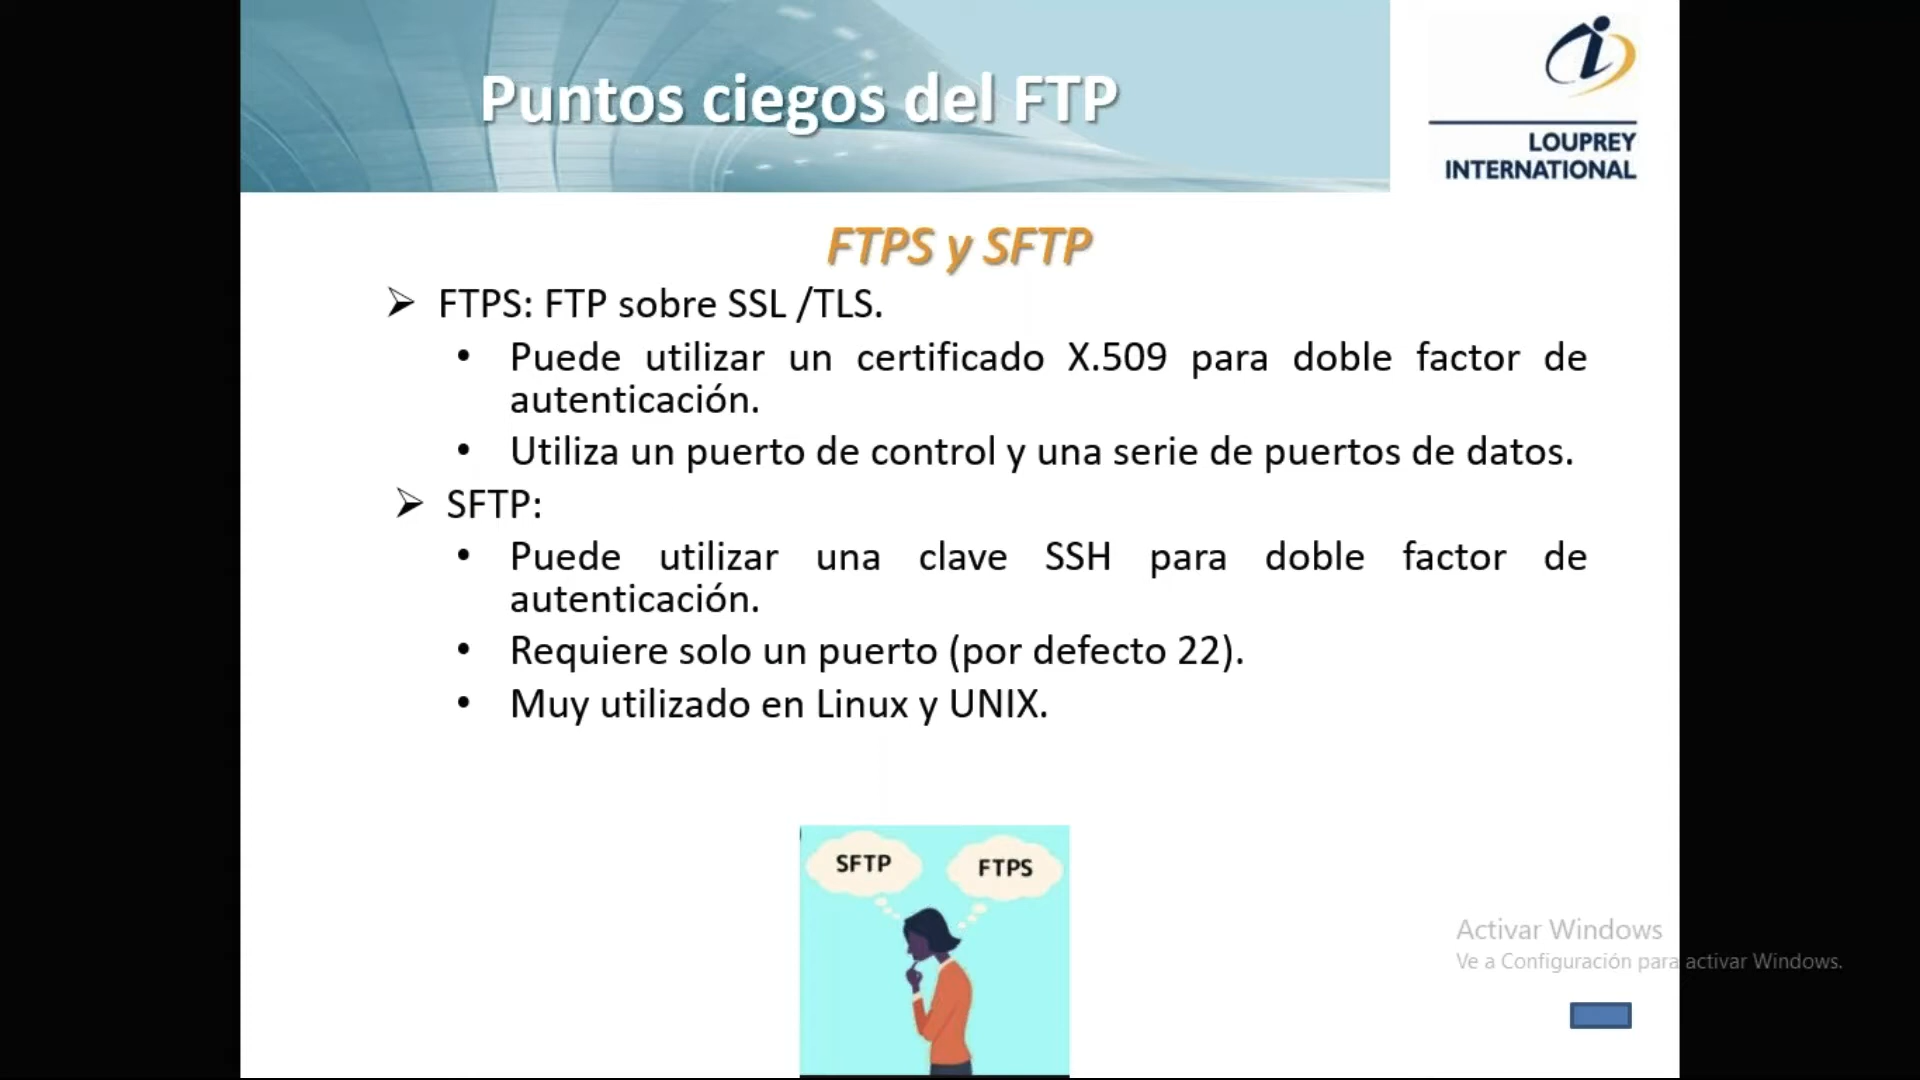 Puntos ciegos del FTP
LOUPREY
INTERNATIONAL
FTPS y SFTP
FTPS: FTP sobre SSL /TLS.
Puede utilizar un certificado X.509 para doble factor de
autenticación.
Utiliza un puerto de control y una serie de puertos de datos.
SFTP:
Puede utilizar una clave SSH para doble factor de
autenticación.
Requiere solo un puerto (por defecto 22).
Muy utilizado en Linux y UNIX.
SFTP
FTPS
Activar Windows
Ve a Configuración para activar Windows.